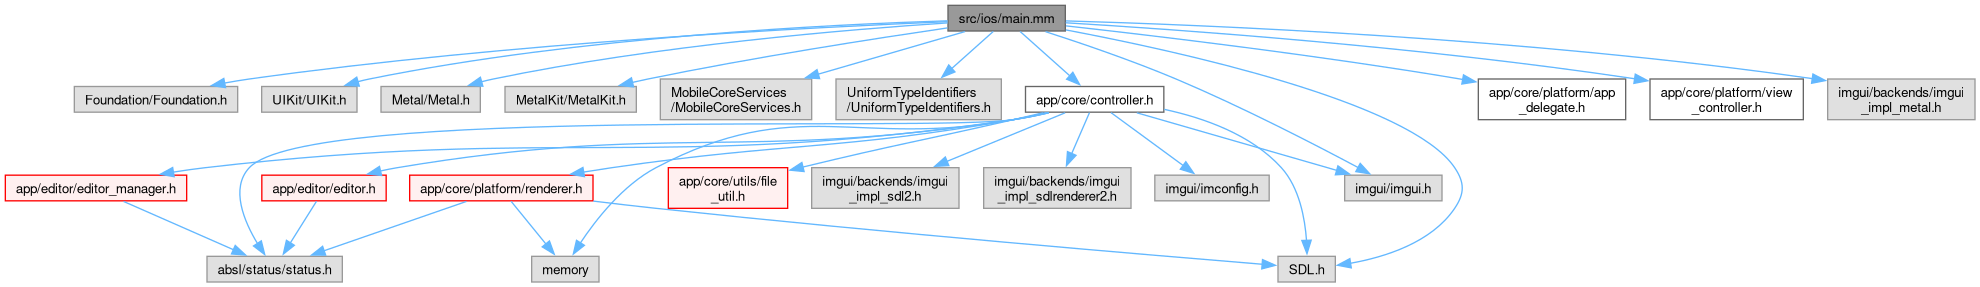 src/ios/main.mm
Foundation/Foundation.h
UIKit/UIKit.h
Metal/Metal.h
MetalKit/MetalKit.h
MobileCoreServices
/MobileCoreServices.h
UniformTypeIdentifiers
/UniformTypeIdentifiers.h
app/core/controller.h
app/core/platform/app
_delegate.h
app/core/platform/view
_controller.h
imgui/backends/imgui
_impl_metal.h
app/editor/editor_manager.h
app/editor/editor.h
app/core/platform/renderer.h
app/core/utils/file
_util.h
imgui/backends/imgui
_impl_sdl2.h
imgui/backends/imgui
_impl_sdlrenderer2.h
imgui/imconfig.h
imgui/imgui.h
absl/status/status.h
memory
SDL.h